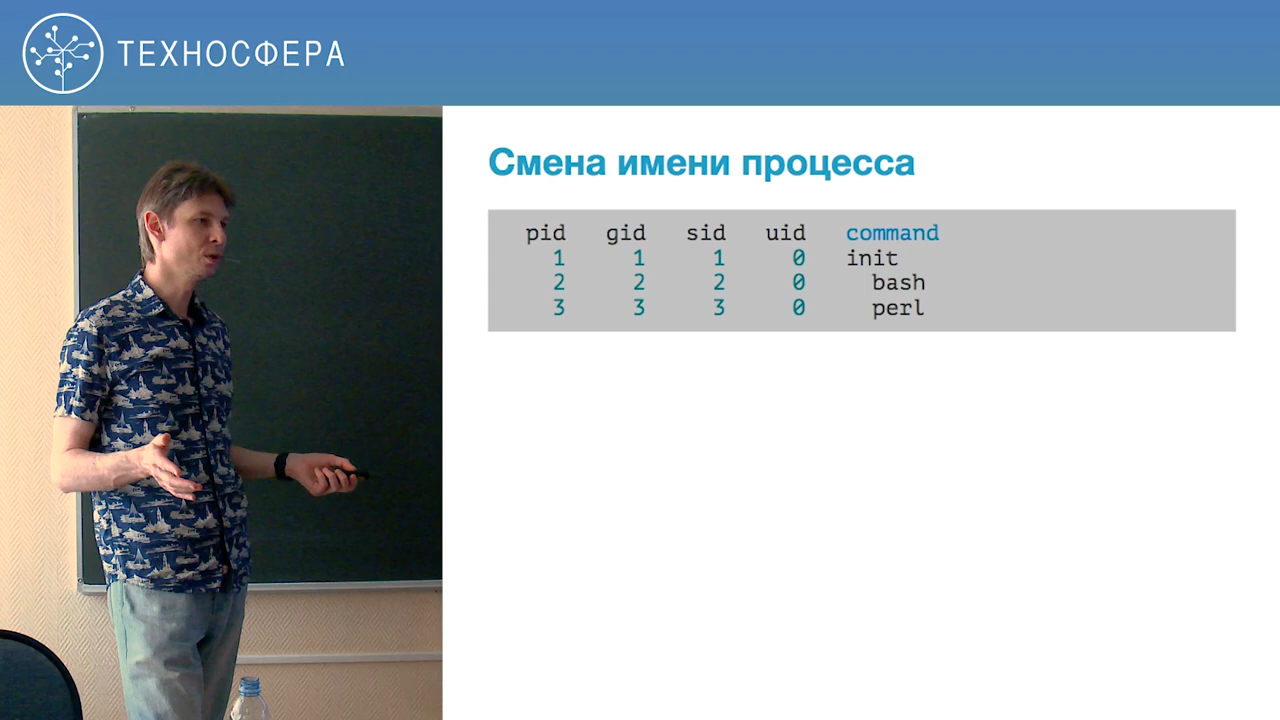 ТЕХНОСФЕРА
Смена имени процесса
pid gid sid uid command
1 1 1 0 init
2 2 2 0 bash
3 3 3 0 perl